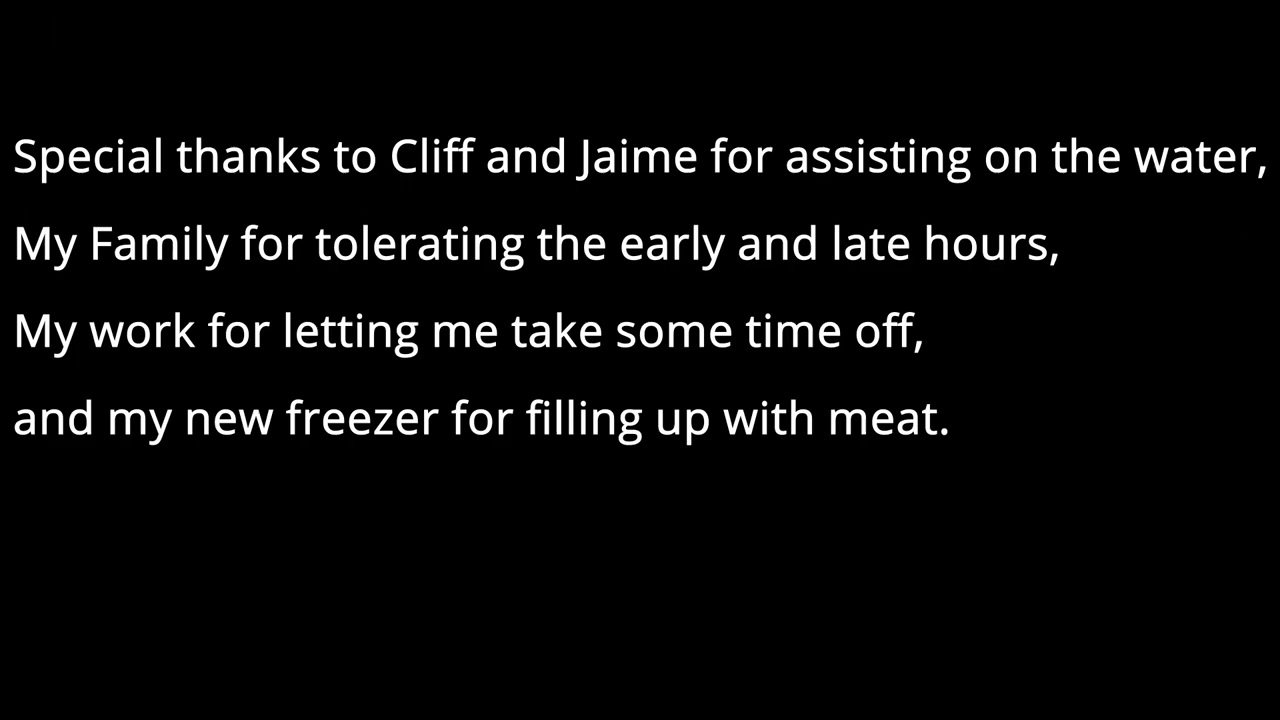 Special thanks to Cliff and Jaime for assisting on the water,
My Family for tolerating the early and late hours,
My work for letting me take some time off,
and my new freezer for filling up with meat.